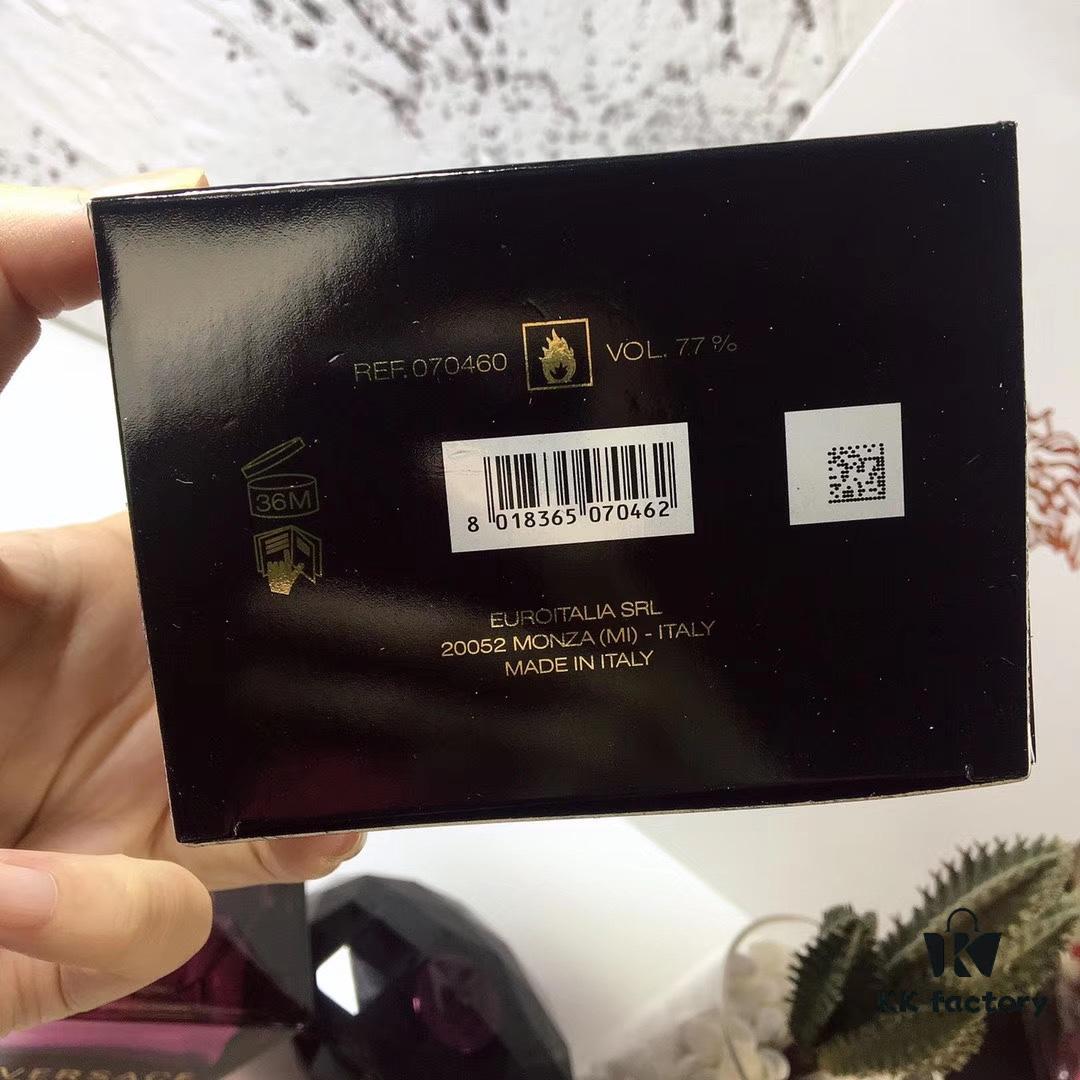 REF. 070460 VOL. 77 %
36M
8 018365 070462
EUROITALIA SRL
20052 MONZA (MI) - ITALY
MADE IN ITALY
KK factory
VERSACE